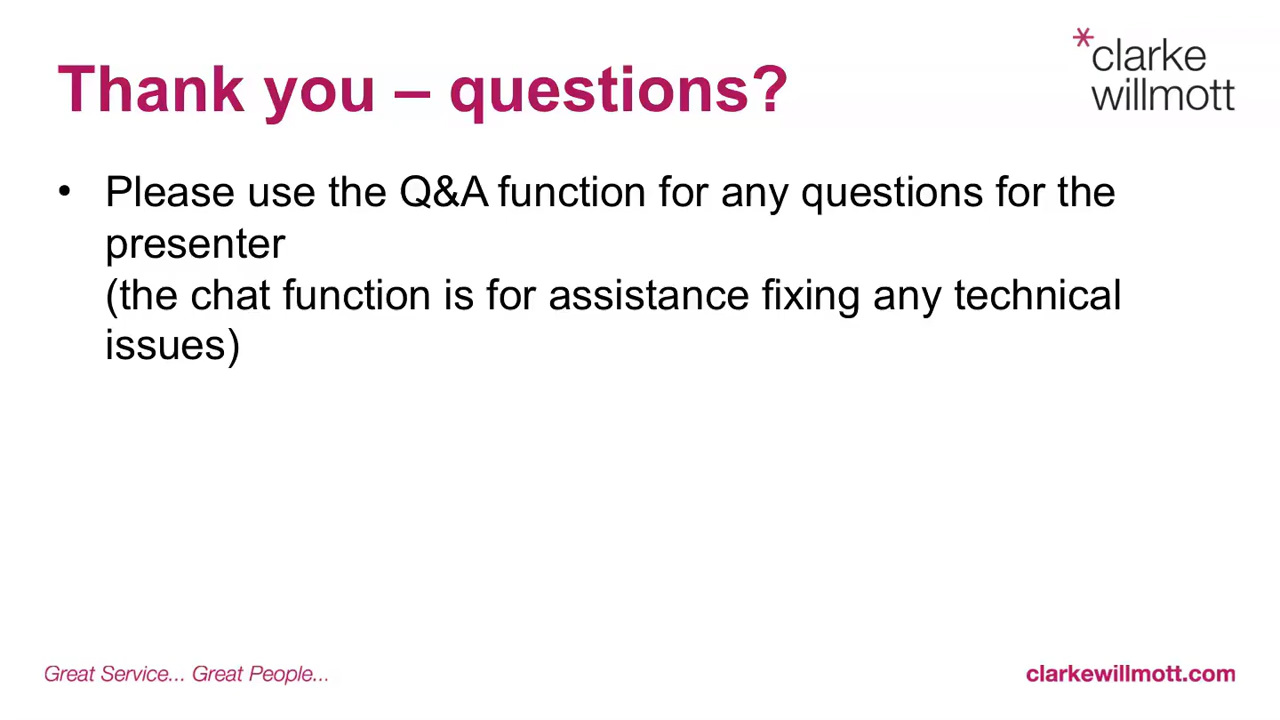 *clarke
willmott
Thank you – questions?
• Please use the Q&A function for any questions for the
presenter
(the chat function is for assistance fixing any technical
issues)
Great Service... Great People...
clarkewillmott.com